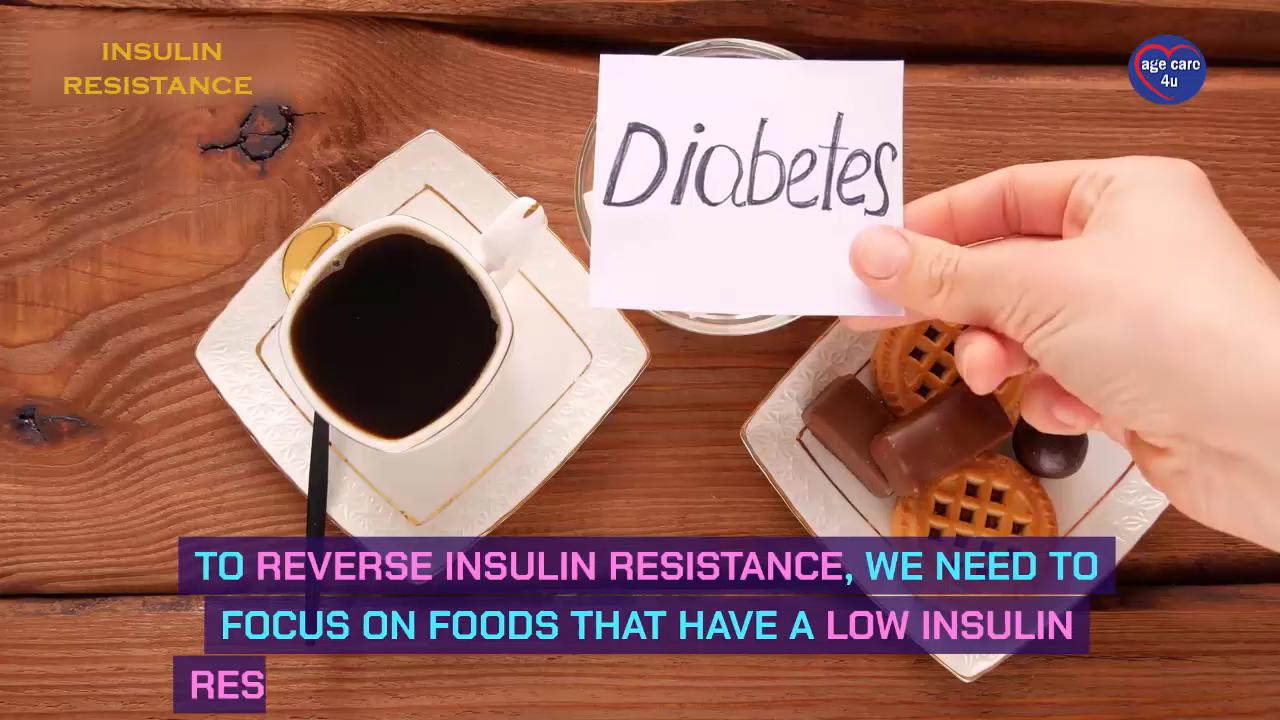 INSULIN
RESISTANCE
age care
4u
Diabetes
TO REVERSE INSULIN RESISTANCE, WE NEED TO
FOCUS ON FOODS THAT HAVE A LOW INSULIN
RES